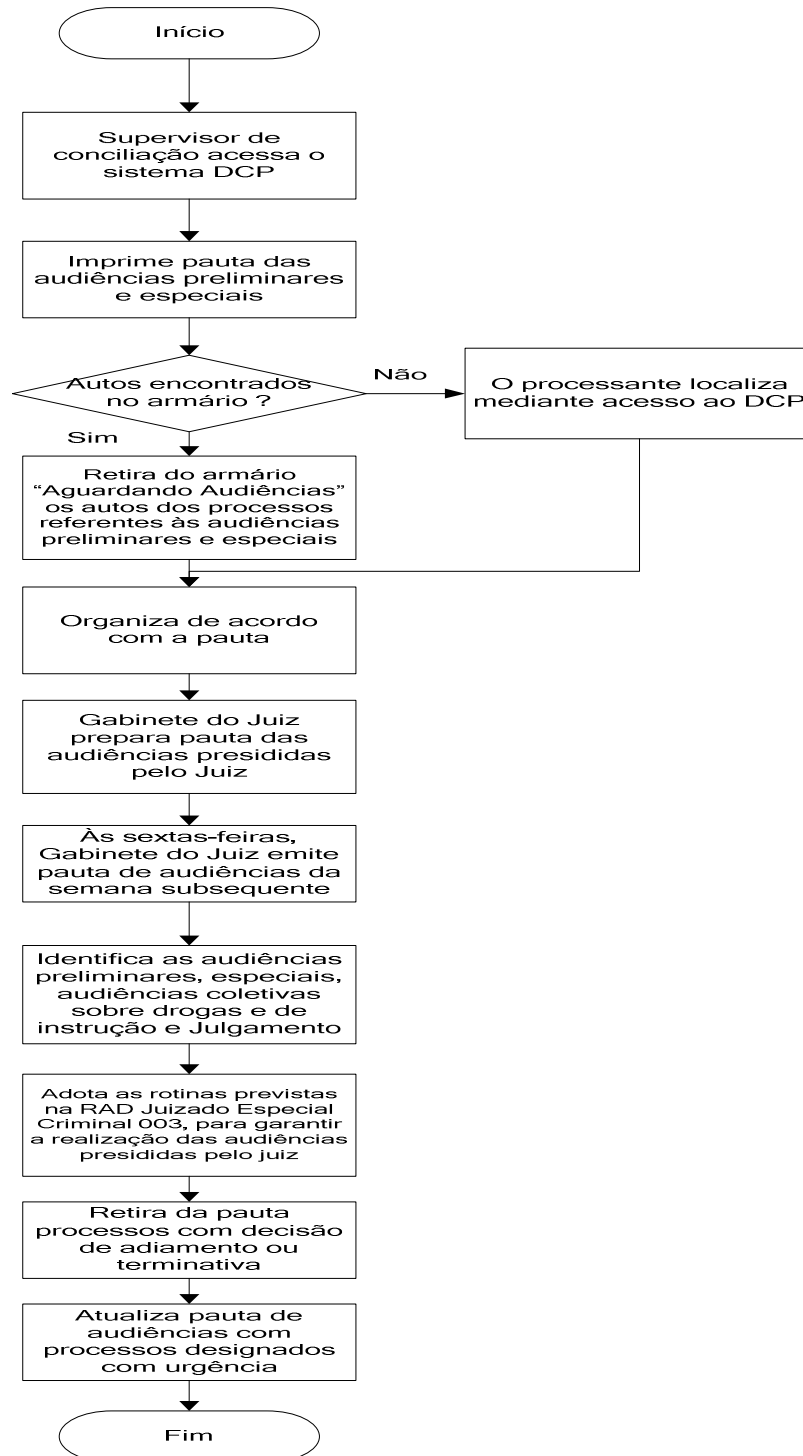 Início
Supervisor de
conciliação acessa o
sistema DCP
Imprime pauta das
audiências preliminares
e especiais
Autos encontrados
no armário ?
Não
O processante localiza
mediante acesso ao DCP
Sim
Retira do armário
“Aguardando Audiências”
os autos dos processos
referentes às audiências
preliminares e especiais
Organiza de acordo
com a pauta
Gabinete do Juiz
prepara pauta das
audiências presididas
pelo Juiz
Às sextas-feiras,
Gabinete do Juiz emite
pauta de audiências da
semana subsequente
Identifica as audiências
preliminares, especiais,
audiências coletivas
sobre drogas e de
instrução e Julgamento
Adota as rotinas previstas
na RAD Juizado Especial
Criminal 003, para garantir
a realização das audiências
presididas pelo juiz
Retira da pauta
processos com decisão
de adiamento ou
terminativa
Atualiza pauta de
audiências com
processos designados
com urgência
Fim